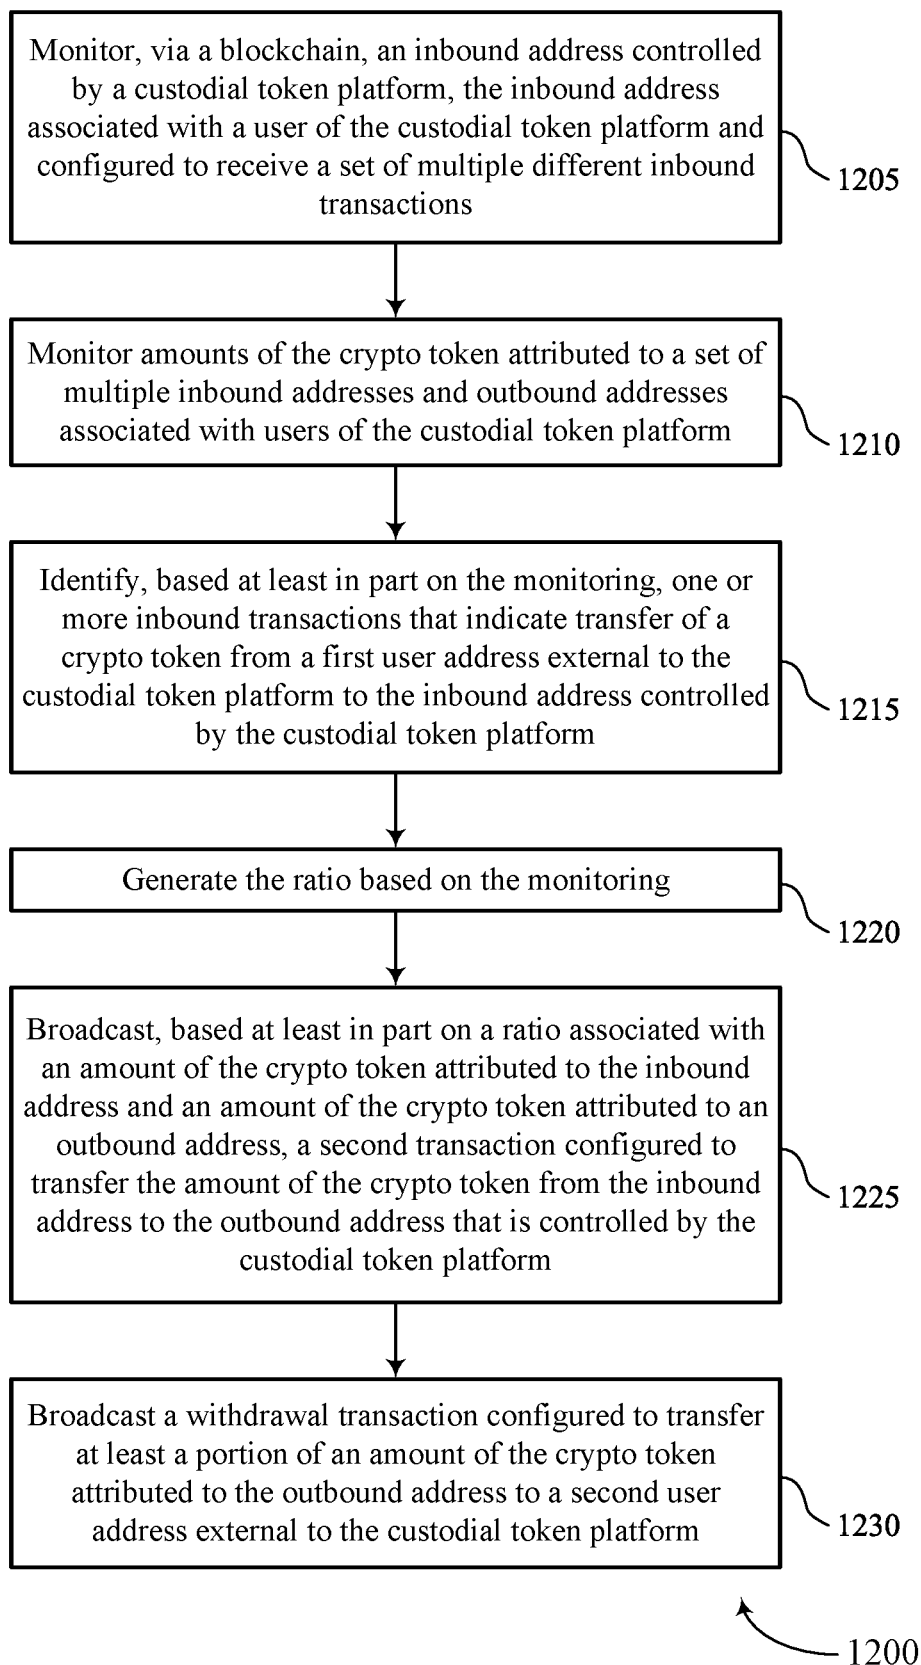 Monitor, via a blockchain, an inbound address controlled
by a custodial token platform, the inbound address
associated with a user of the custodial token platform and
configured to receive a set of multiple different inbound
transactions
1205
Monitor amounts of the crypto token attributed to a set of
multiple inbound addresses and outbound addresses
associated with users of the custodial token platform
1210
Identify, based at least in part on the monitoring, one or
more inbound transactions that indicate transfer of a
crypto token from a first user address external to the
custodial token platform to the inbound address controlled
by the custodial token platform
1215
Generate the ratio based on the monitoring
1220
Broadcast, based at least in part on a ratio associated with
an amount of the crypto token attributed to the inbound
address and an amount of the crypto token attributed to an
outbound address, a second transaction configured to
transfer the amount of the crypto token from the inbound
address to the outbound address that is controlled by the
custodial token platform
1225
Broadcast a withdrawal transaction configured to transfer
at least a portion of an amount of the crypto token
attributed to the outbound address to a second user
address external to the custodial token platform
1230
1200